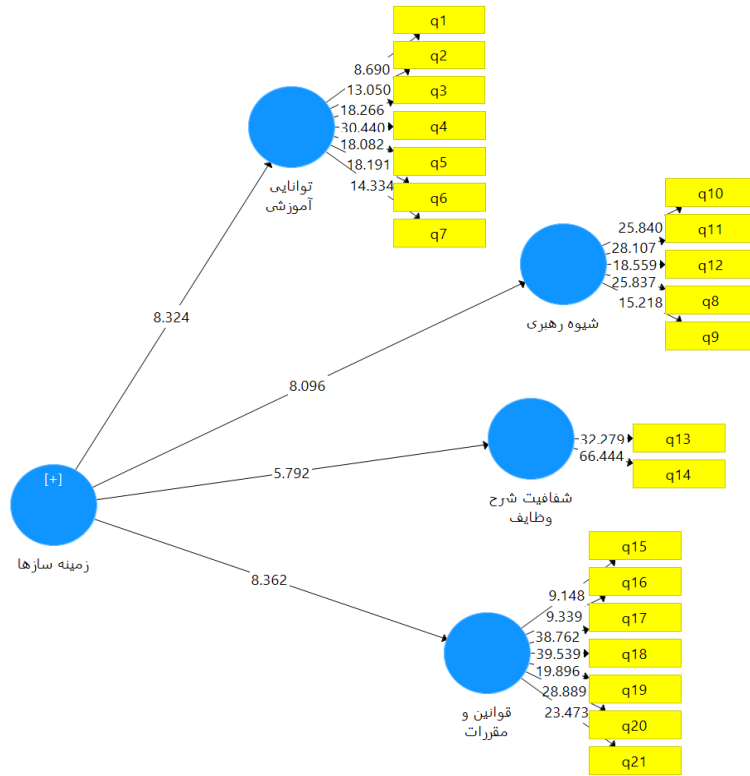 q1
q2
q3
q4
q5
q6
q7
8.690
13.050
18.266
30.440
18.082
18.191
14.334
توانایی
آموزشی
8.324
q10
q11
q12
q8
q9
25.840
28.107
18.559
25.837
15.218
شیوه رهبری
8.096
q13
q14
32.279
66.444
شفافیت شرح
وظایف
5.792
[+]
زمینه سازها
8.362
q15
q16
q17
q18
q19
q20
q21
9.148
9.339
38.762
39.539
19.896
28.889
23.473
قوانین و
مقررات